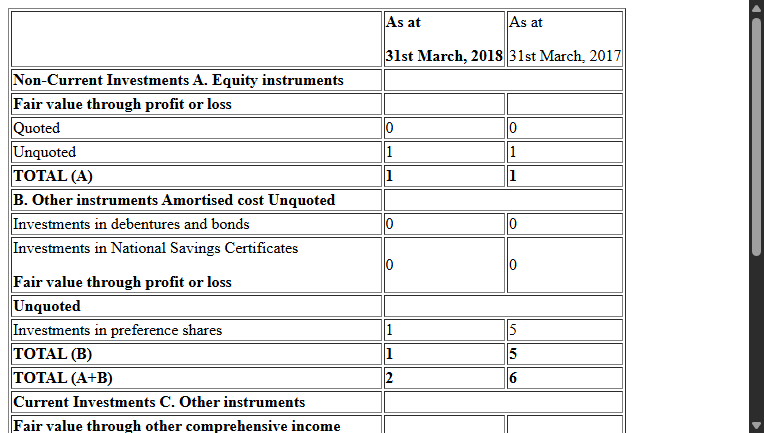 As at As at
31st March, 2018 31st March, 2017
Non-Current Investments A. Equity instruments
Fair value through profit or loss
Quoted 0 0
Unquoted 1 1
TOTAL (A) 1 1
B. Other instruments Amortised cost Unquoted
Investments in debentures and bonds 0 0
Investments in National Savings Certificates
0 0
Fair value through profit or loss
Unquoted
Investments in preference shares 1 5
TOTAL (B) 1 5
TOTAL (A+B) 2 6
Current Investments C. Other instruments
Fair value through other comprehensive income